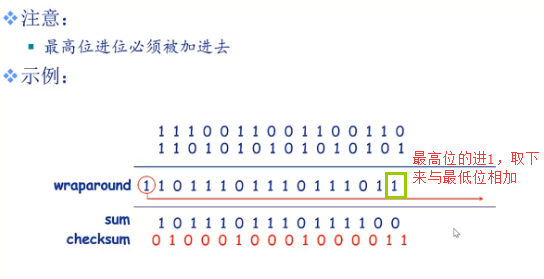 注意：
最高位进位必须被加进去
示例：
1 1 1 0 0 1 1 0 0 1 1 0 0 1 1 0
1 1 0 1 0 1 0 1 0 1 0 1 0 1 0 1
最高位的进1，取下
来与最低位相加
wraparound 1 1 0 1 1 1 0 1 1 1 0 1 1 1 0 1 1
sum 1 0 1 1 1 0 1 1 1 0 1 1 1 1 0 0
checksum 0 1 0 0 0 1 0 0 0 1 0 0 0 0 1 1